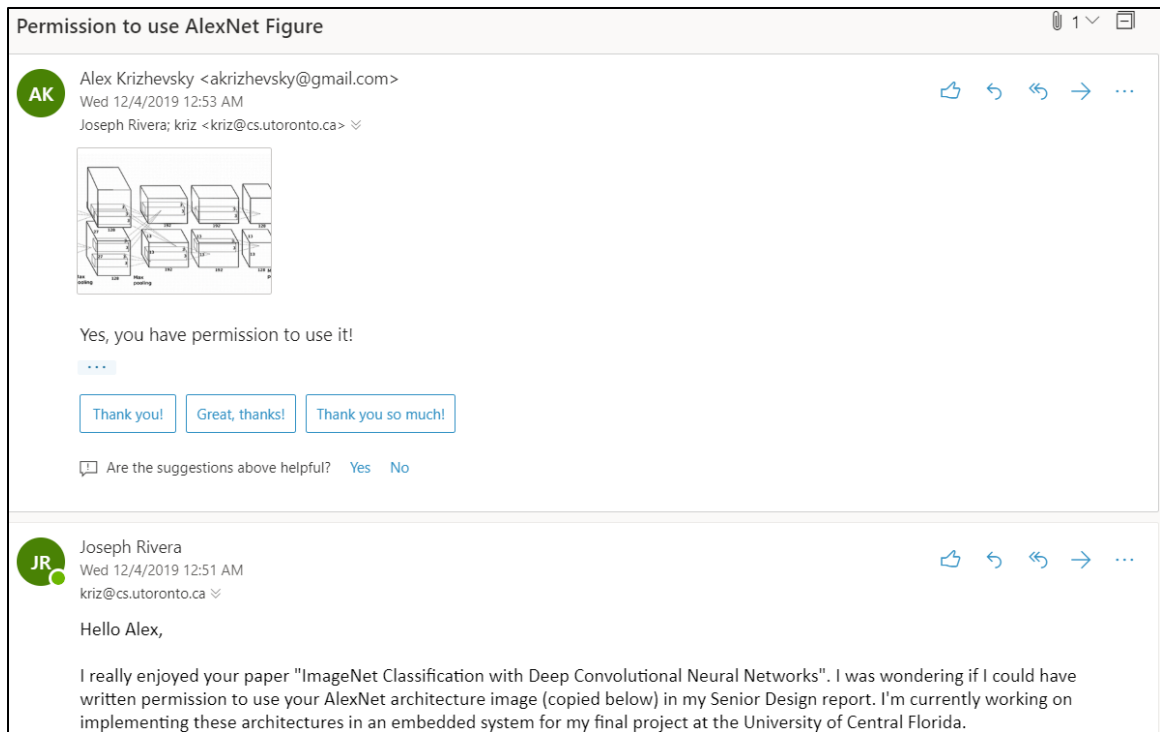 Permission to use AlexNet Figure
1
AK
Alex Krizhevsky <akrizhevsky@gmail.com>
Wed 12/4/2019 12:53 AM
Joseph Rivera; kriz <kriz@cs.utoronto.ca>
Yes, you have permission to use it!
...
Thank you!
Great, thanks!
Thank you so much!
Are the suggestions above helpful? Yes No
JR
Joseph Rivera
Wed 12/4/2019 12:51 AM
kriz@cs.utoronto.ca
Hello Alex,
I really enjoyed your paper "ImageNet Classification with Deep Convolutional Neural Networks". I was wondering if I could have
written permission to use your AlexNet architecture image (copied below) in my Senior Design report. I'm currently working on
implementing these architectures in an embedded system for my final project at the University of Central Florida.